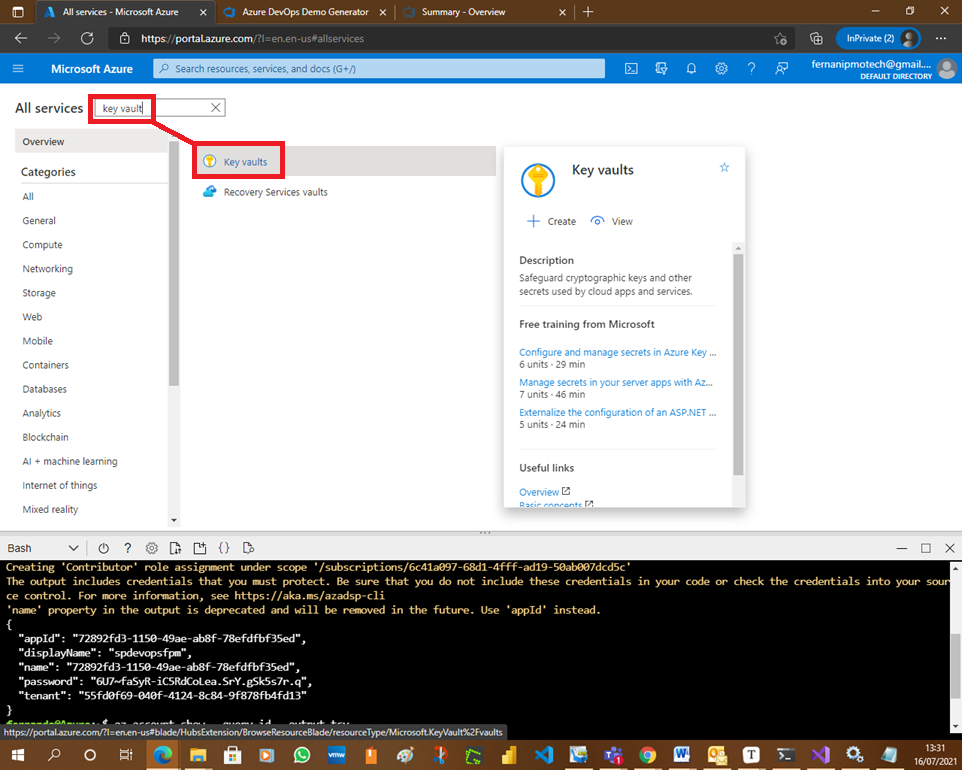 All services - Microsoft Azure
Azure DevOps Demo Generator
Summary - Overview
https://portal.azure.com/?l=en.en-us#allservices
InPrivate (2)
Microsoft Azure
Search resources, services, and docs (G+/)
fernanipmotech@gmail....
DEFAULT DIRECTORY
All services
key vault
Overview
Categories
All
General
Compute
Networking
Storage
Web
Mobile
Containers
Databases
Analytics
Blockchain
AI + machine learning
Internet of things
Mixed reality
Key vaults
Recovery Services vaults
Key vaults
Create
View
Description
Safeguard cryptographic keys and other
secrets used by cloud apps and services.
Free training from Microsoft
Configure and manage secrets in Azure Key ...
6 units · 29 min
Manage secrets in your server apps with Az...
7 units · 46 min
Externalize the configuration of an ASP.NET ...
5 units · 24 min
Useful links
Overview
Basic concepts
Bash
Creating 'Contributor' role assignment under scope '/subscriptions/6c41a097-68d1-4fff-ad19-50ab007dcd5c'
The output includes credentials that you must protect. Be sure that you do not include these credentials in your code or check the credentials into your sour
ce control. For more information, see https://aka.ms/azadsp-cli
'name' property in the output is deprecated and will be removed in the future. Use 'appId' instead.
{
"appId": "72892fd3-1150-49ae-ab8f-78efdfbf35ed",
"displayName": "spdevopsfpm",
"name": "72892fd3-1150-49ae-ab8f-78efdfbf35ed",
"password": "6U7~faSyR-iC5RdCoLea.SrY.gSk5s7r.q",
"tenant": "55fd0f69-040f-4124-8c84-9f878fb4fd13"
}
az account show --query id --output tsv
https://portal.azure.com/?l=en.en-us#blade/HubsExtension/BrowseResourceBlade/resourceType/Microsoft.KeyVault%2Fvaults
vmw
13:31
16/07/2021